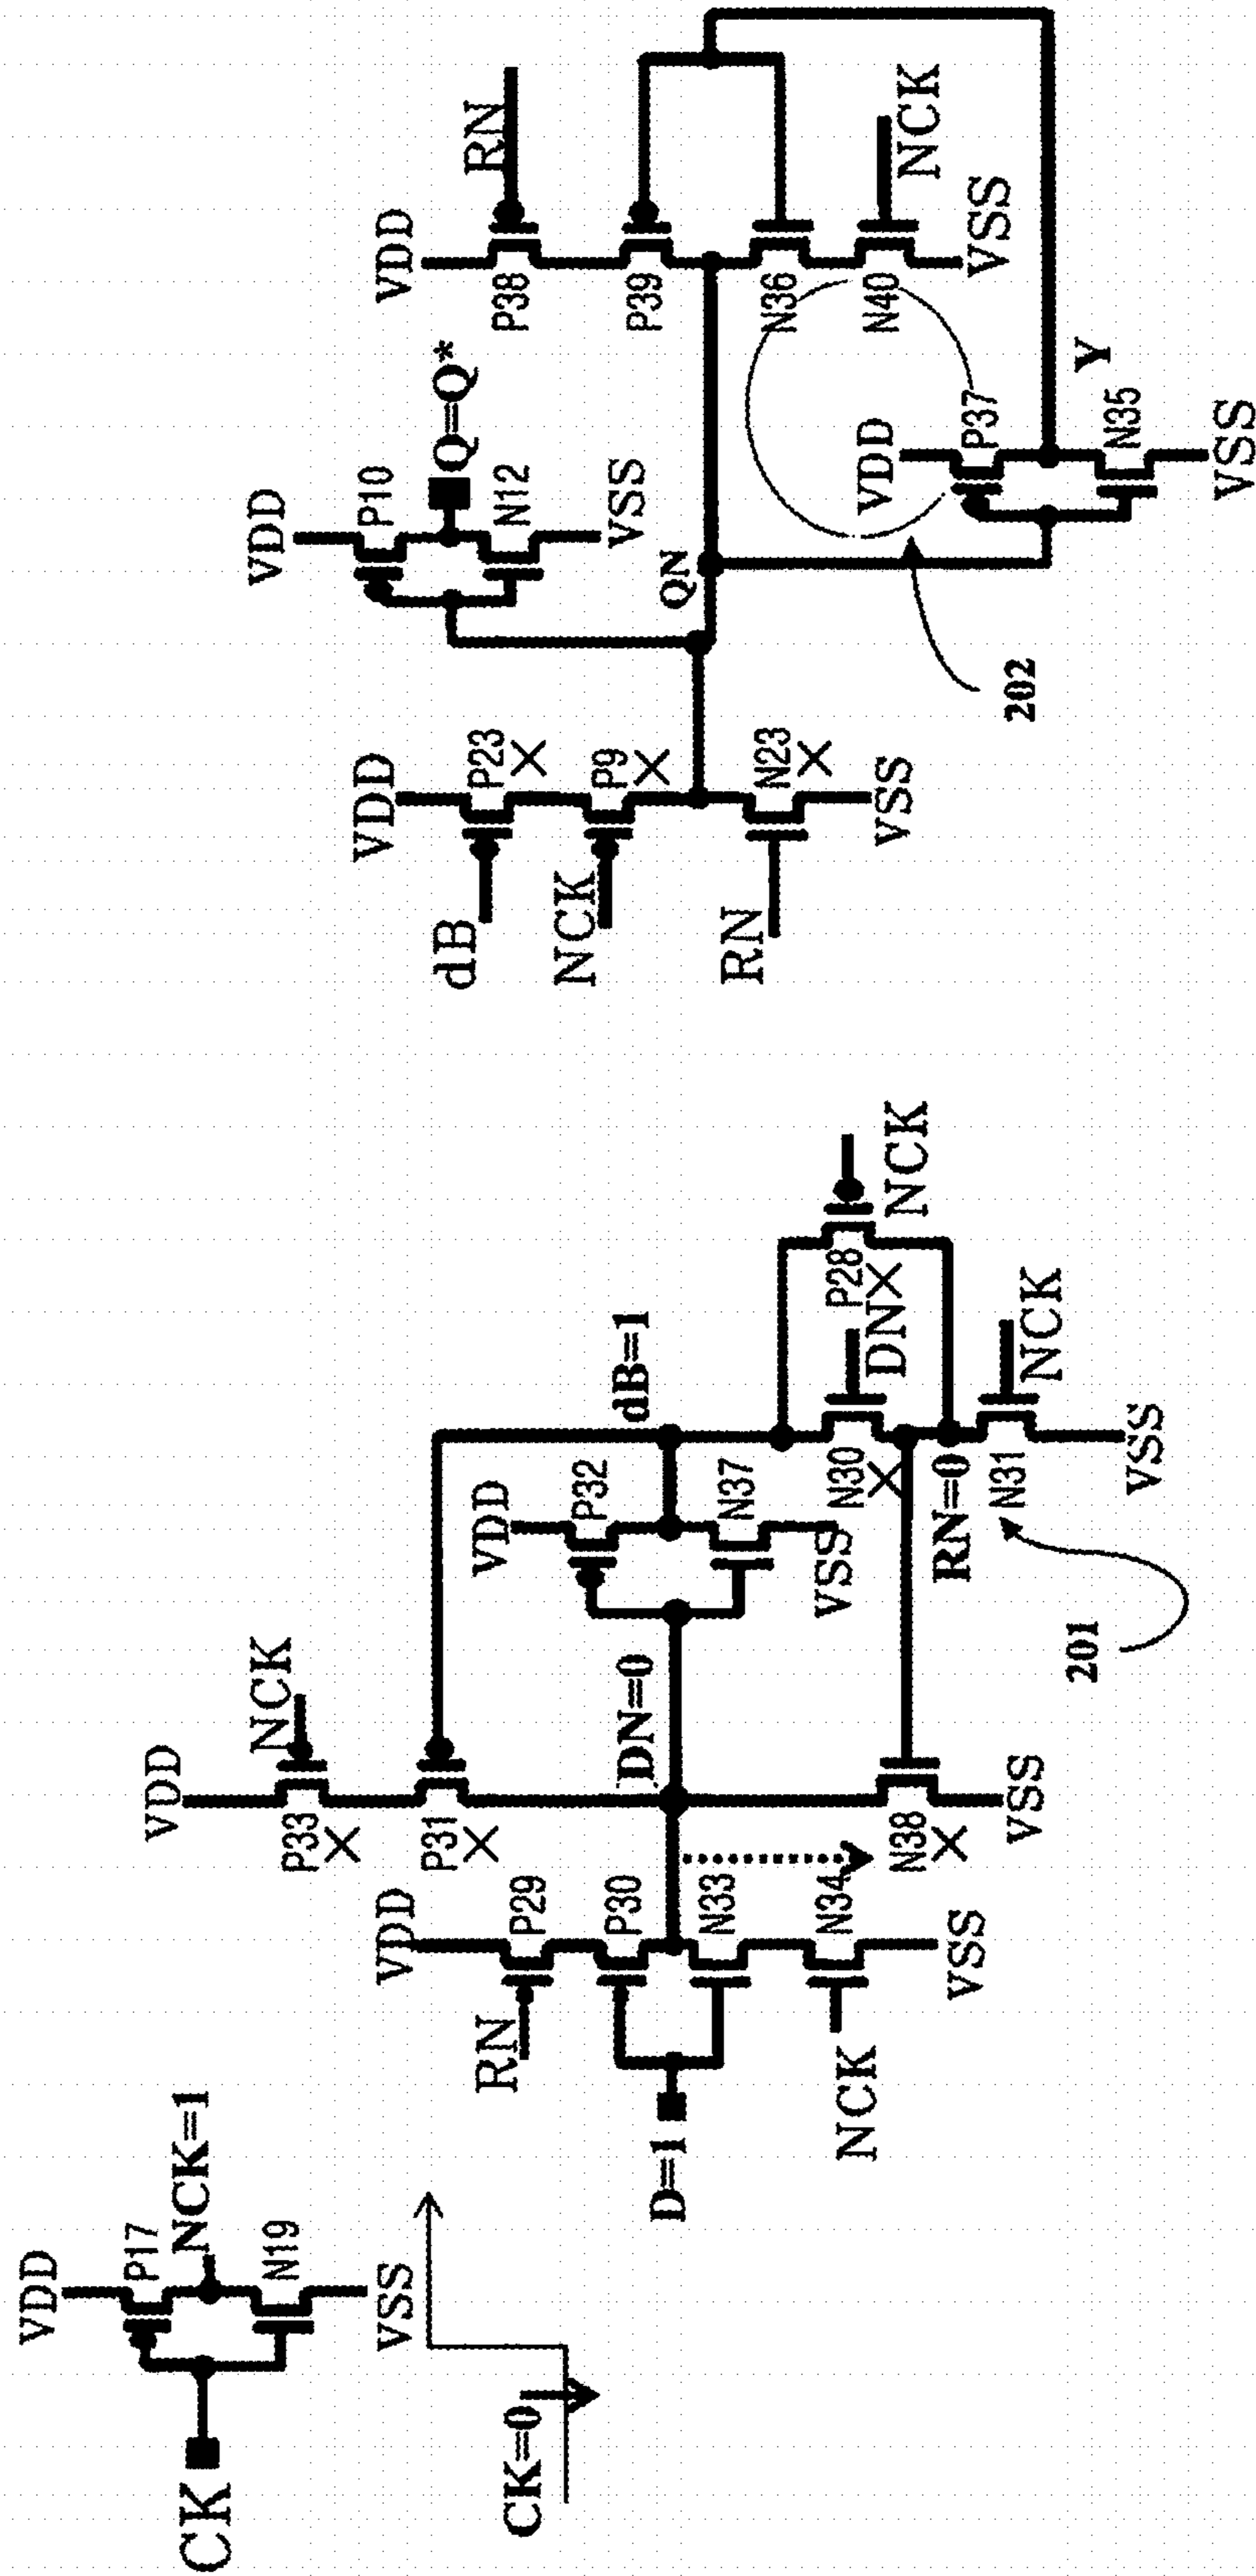 CK
VDD
P17
NCK=1
N19
VSS
CK=0
D=1
RN
NCK
VDD
P29
P30
N33
N34
VSS
VDD
NCK
P33
P31
DN=0
N38
VSS
VDD
P32
N37
VSS
dB=1
N30
DN
P28
NCK
RN=0
N31
NCK
VSS
201
dB
NCK
RN
VDD
P23
P9
N23
VSS
VDD
P10
Q=Q*
N12
VSS
QN
VDD
RN
P38
P39
N36
N40
NCK
VSS
VDD
P37
Y
N35
VSS
202